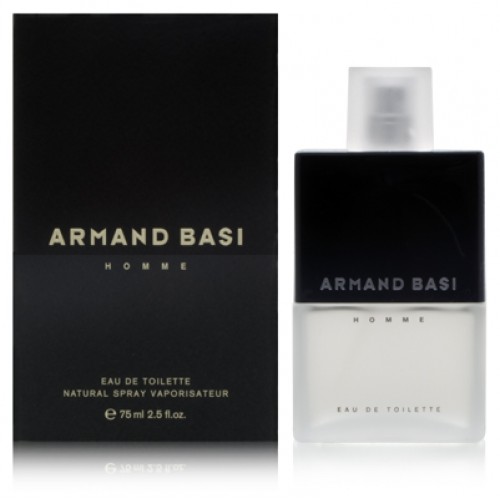 ARMAND BASI
HOMME
EAU DE TOILETTE
NATURAL SPRAY VAPORISATEUR
℮ 75 ml 2.5 fl.oz.
ARMAND BASI
HOMME
EAU DE TOILETTE